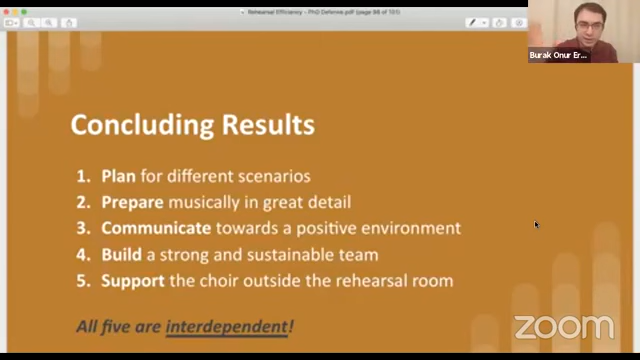 Rehearsal Efficiency – PhD Defense.pdf (page 98 of 101)
Burak Onur Er...
Concluding Results
1. Plan for different scenarios
2. Prepare musically in great detail
3. Communicate towards a positive environment
4. Build a strong and sustainable team
5. Support the choir outside the rehearsal room
All five are interdependent!
zoom